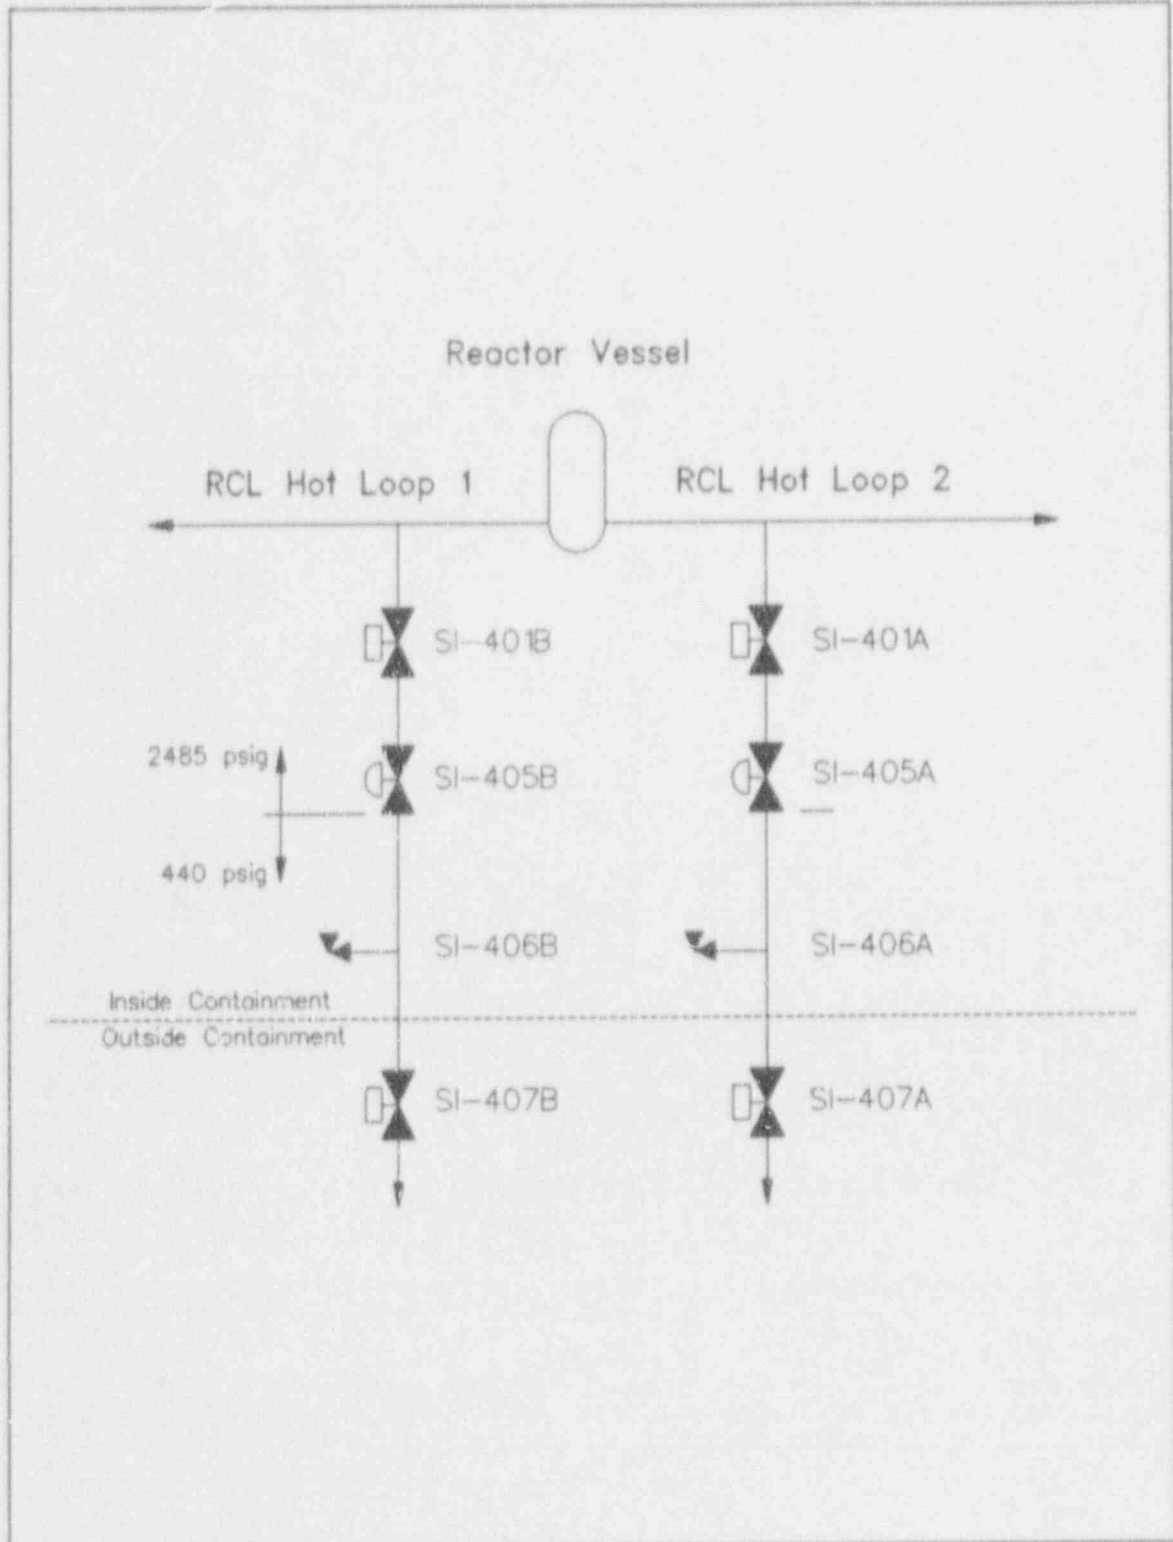 Reactor Vessel
RCL Hot Loop 1
RCL Hot Loop 2
SI-401B
SI-401A
2485 psig
SI-405B
SI-405A
440 psig
SI-406B
SI-406A
Inside Containment
Outside Containment
SI-407B
SI-407A